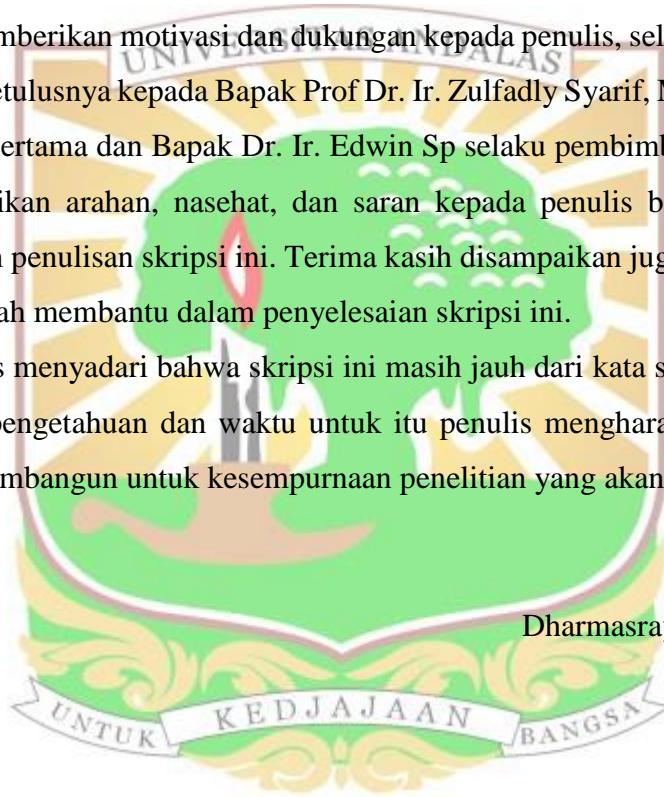 mberikan motivasi dan dukungan kepada penulis, sel
UNIVERSITAS ANDALAS
etulusnya kepada Bapak Prof Dr. Ir. Zulfadly Syarif, M
ertama dan Bapak Dr. Ir. Edwin Sp selaku pembimb
ikan arahan, nasehat, dan saran kepada penulis b
penulisan skripsi ini. Terima kasih disampaikan jug
ah membantu dalam penyelesaian skripsi ini.
s menyadari bahwa skripsi ini masih jauh dari kata s
pengetahuan dan waktu untuk itu penulis menghara
mbangun untuk kesempurnaan penelitian yang akan
Dharmasra
UNTUK KEDJAJAAN BANGSA